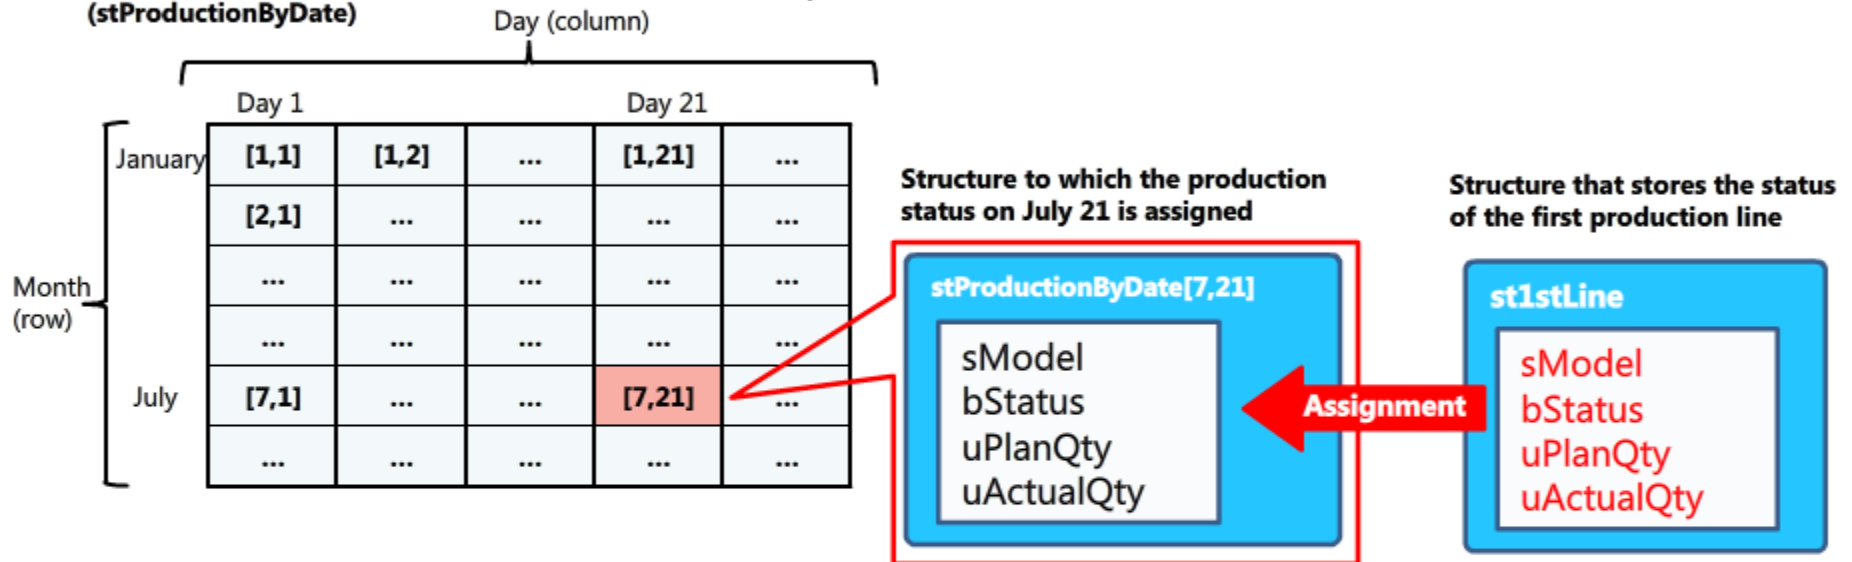 (stProductionByDate)
Day (column)
Day 1
Day 21
January
[1,1]
[1,2]
...
[1,21]
...
[2,1]
...
...
...
...
Month
(row)
...
...
...
...
...
...
...
...
...
...
July
[7,1]
...
...
[7,21]
...
...
...
...
...
...
Structure to which the production
status on July 21 is assigned
stProductionByDate[7,21]
sModel
bStatus
uPlanQty
uActualQty
Assignment
Structure that stores the status
of the first production line
st1stLine
sModel
bStatus
uPlanQty
uActualQty